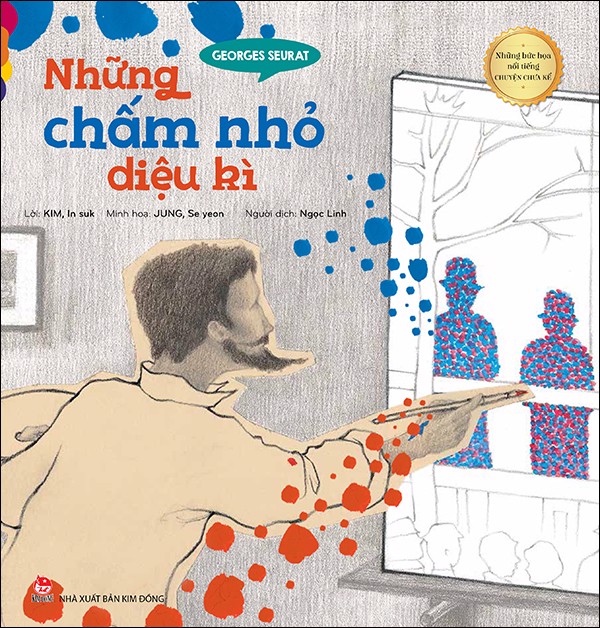 GEORGES SEURAT
Những
chấm nhỏ
diệu kì
Lời: KIM, In suk Minh họa: JUNG, Se yeon Người dịch: Ngọc Linh
Những bức họa
nổi tiếng
CHUYỆN CHƯA KỂ
NHÀ XUẤT BẢN KIM ĐỒNG